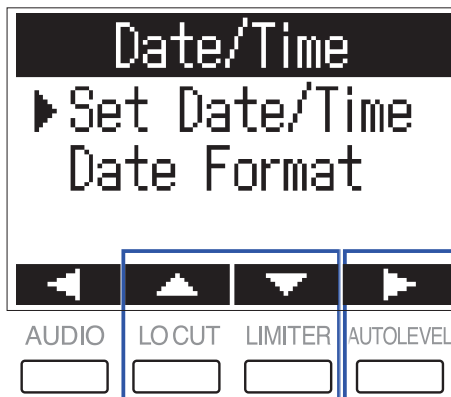 Date/Time
Set Date/Time
Date Format
AUDIO LO CUT LIMITER AUTOLEVEL